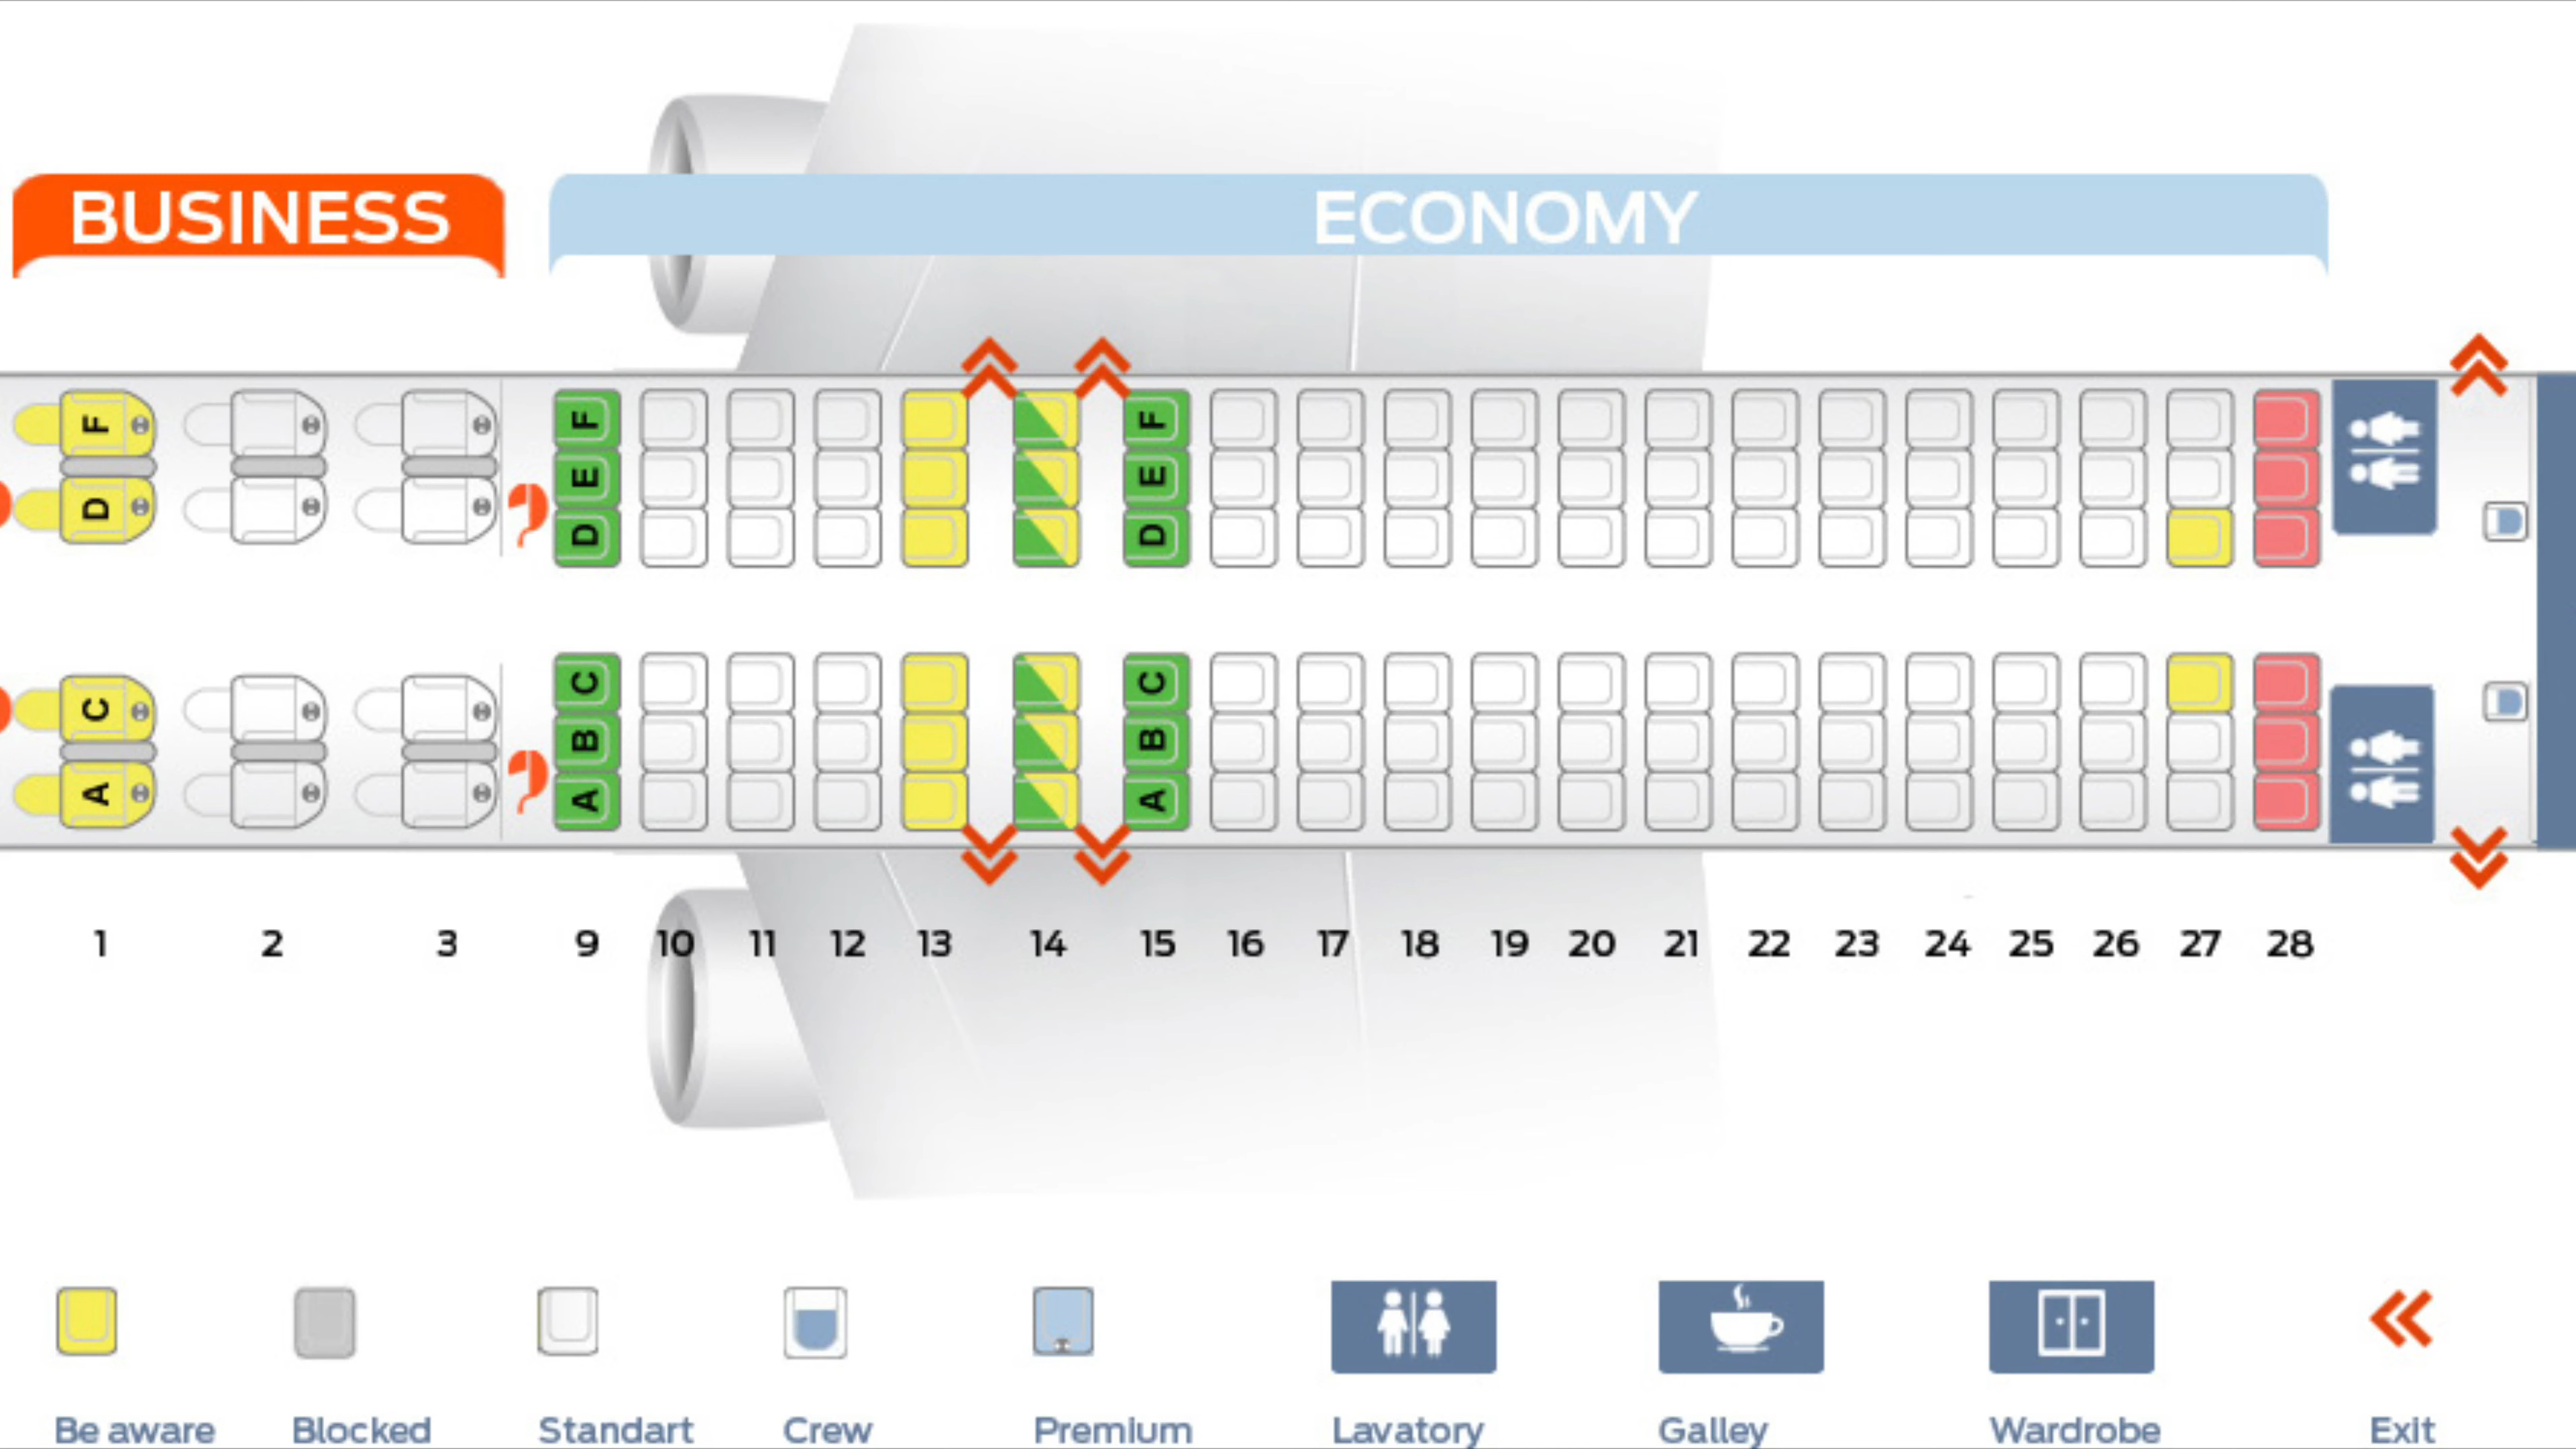 BUSINESS
ECONOMY
F F F
D E E
D D
C C C
A B B
A A
1 2 3 9 10 11 12 13 14 15 16 17 18 19 20 21 22 23 24 25 26 27 28
Be aware Blocked Standart Crew Premium Lavatory Galley Wardrobe Exit